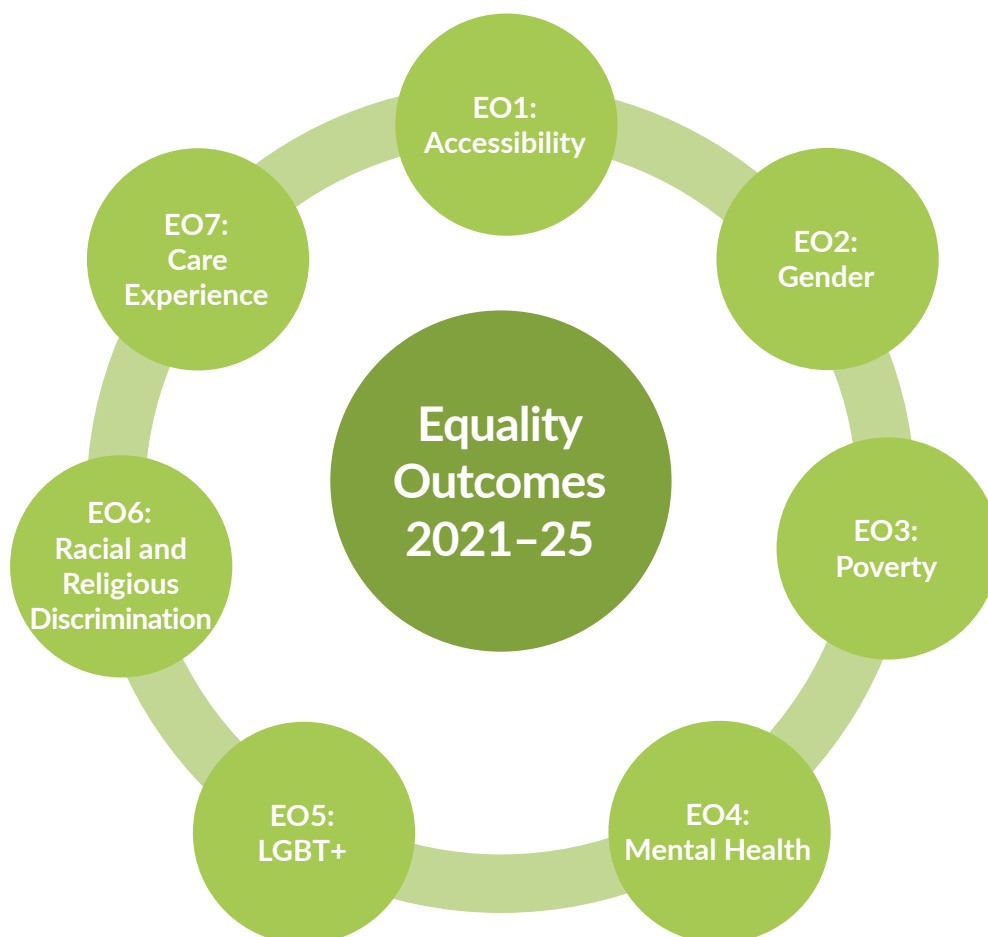 EO1:
Accessibility
EO2:
Gender
EO3:
Poverty
EO4:
Mental Health
EO5:
LGBT+
EO6:
Racial and
Religious
Discrimination
EO7:
Care
Experience
Equality
Outcomes
2021–25